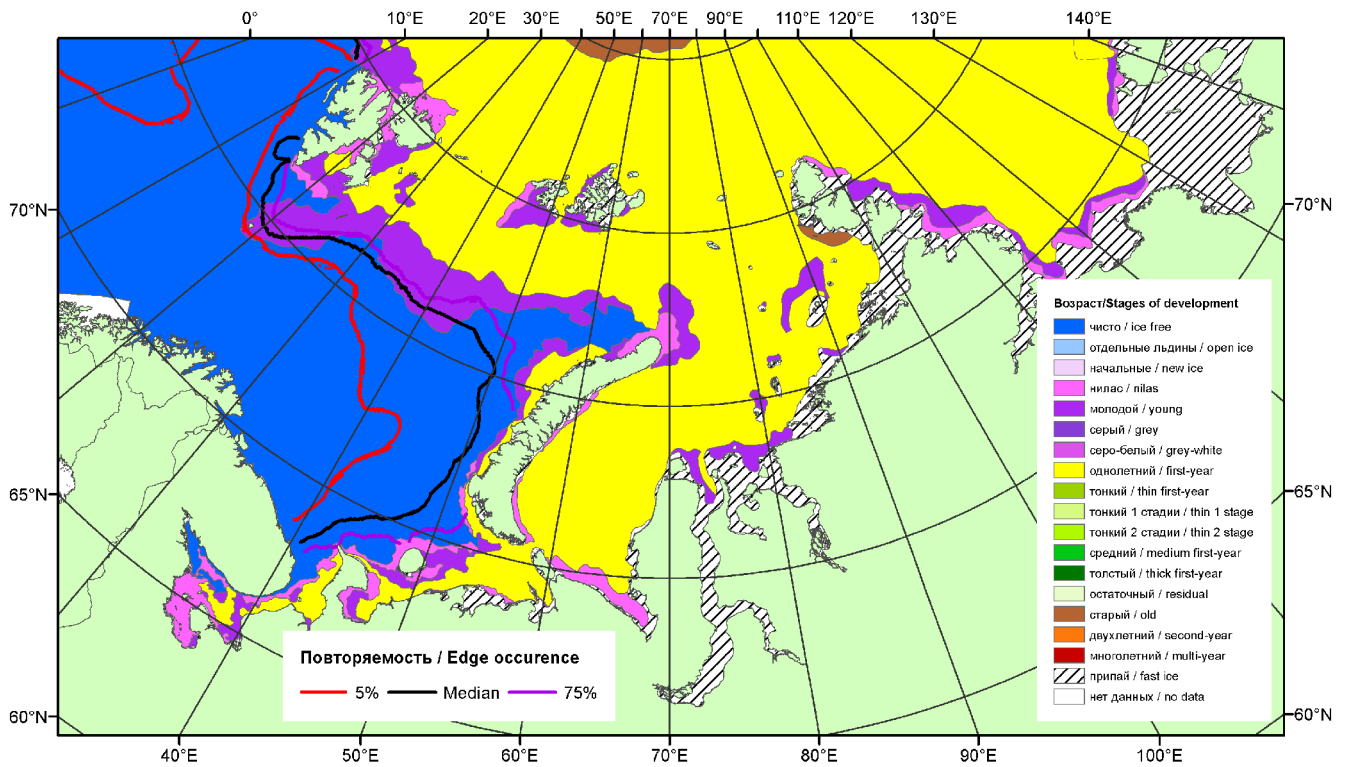 0° 10°E 20°E 30°E 50°E 70°E 90°E 110°E 120°E 130°E 140°E
70°N 70°N
Возраст/Stages of development
чисто / ice free
отдельные льдины / open ice
начальные / new ice
нилас / nilas
молодой / young
серый / grey
серо-белый / grey-white
однолетний / first-year
тонкий / thin first-year
тонкий 1 стадии / thin 1 stage
тонкий 2 стадии / thin 2 stage
средний / medium first-year
толстый / thick first-year
остаточный / residual
старый / old
двухлетний / second-year
многолетний / multi-year
припай / fast ice
нет данных / no data
65°N 65°N
Повторяемость / Edge occurence
5% Median 75%
60°N 60°N
40°E 50°E 60°E 70°E 80°E 90°E 100°E